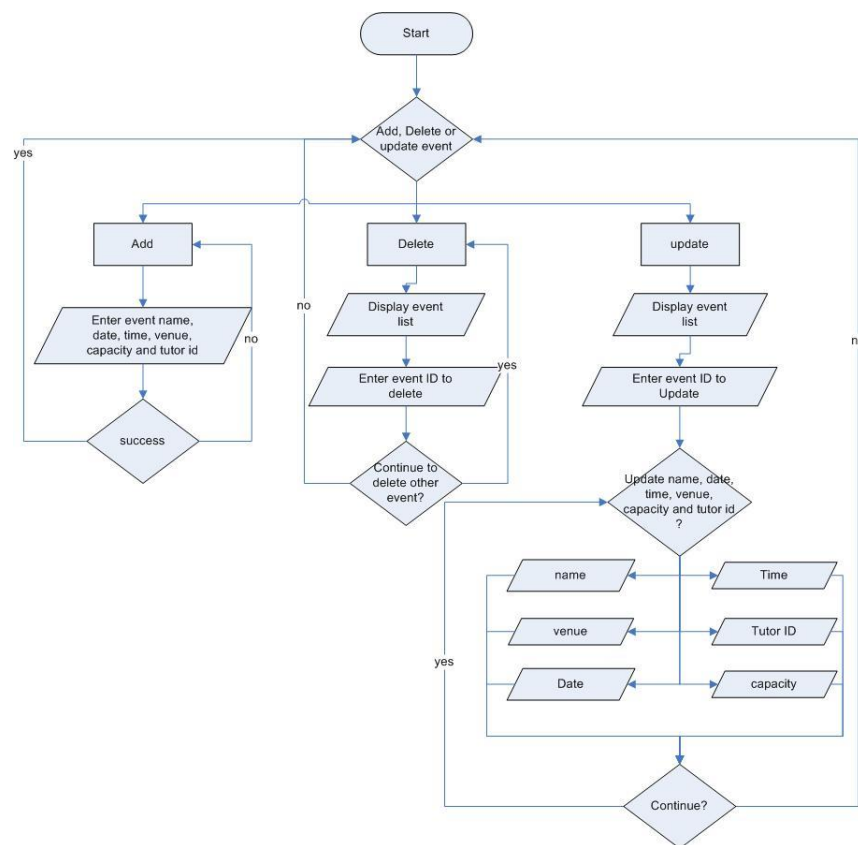 Start
Add, Delete or
update event
yes
Add
Delete
update
Enter event name,
date, time, venue,
capacity and tutor id
no
success
no
Display event
list
Enter event ID to
delete
yes
Continue to
delete other
event?
Display event
list
Enter event ID to
Update
Update name, date,
time, venue,
capacity and tutor id
?
name
Time
venue
Tutor ID
Date
capacity
yes
Continue?